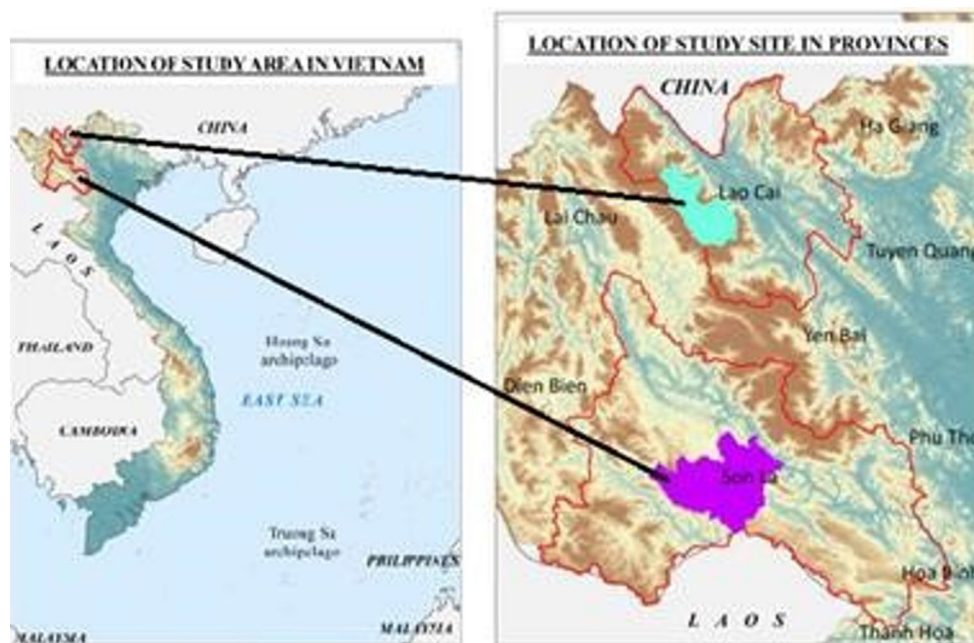 LOCATION OF STUDY AREA IN VIETNAM
CHINA
LAOS
THAILAND
CAMBODIA
Hoang Sa
archipelago
EAST SEA
Truong Sa
archipelago
PHILIPPINES
MALAYSIA
MALAYSIA
LOCATION OF STUDY SITE IN PROVINCES
CHINA
Ha Giang
Lao Cai
Lai Chau
Tuyen Quang
Yen Bai
Dien Bien
Phu Tho
Son La
Hoa Binh
LAOS
Thanh Hoa